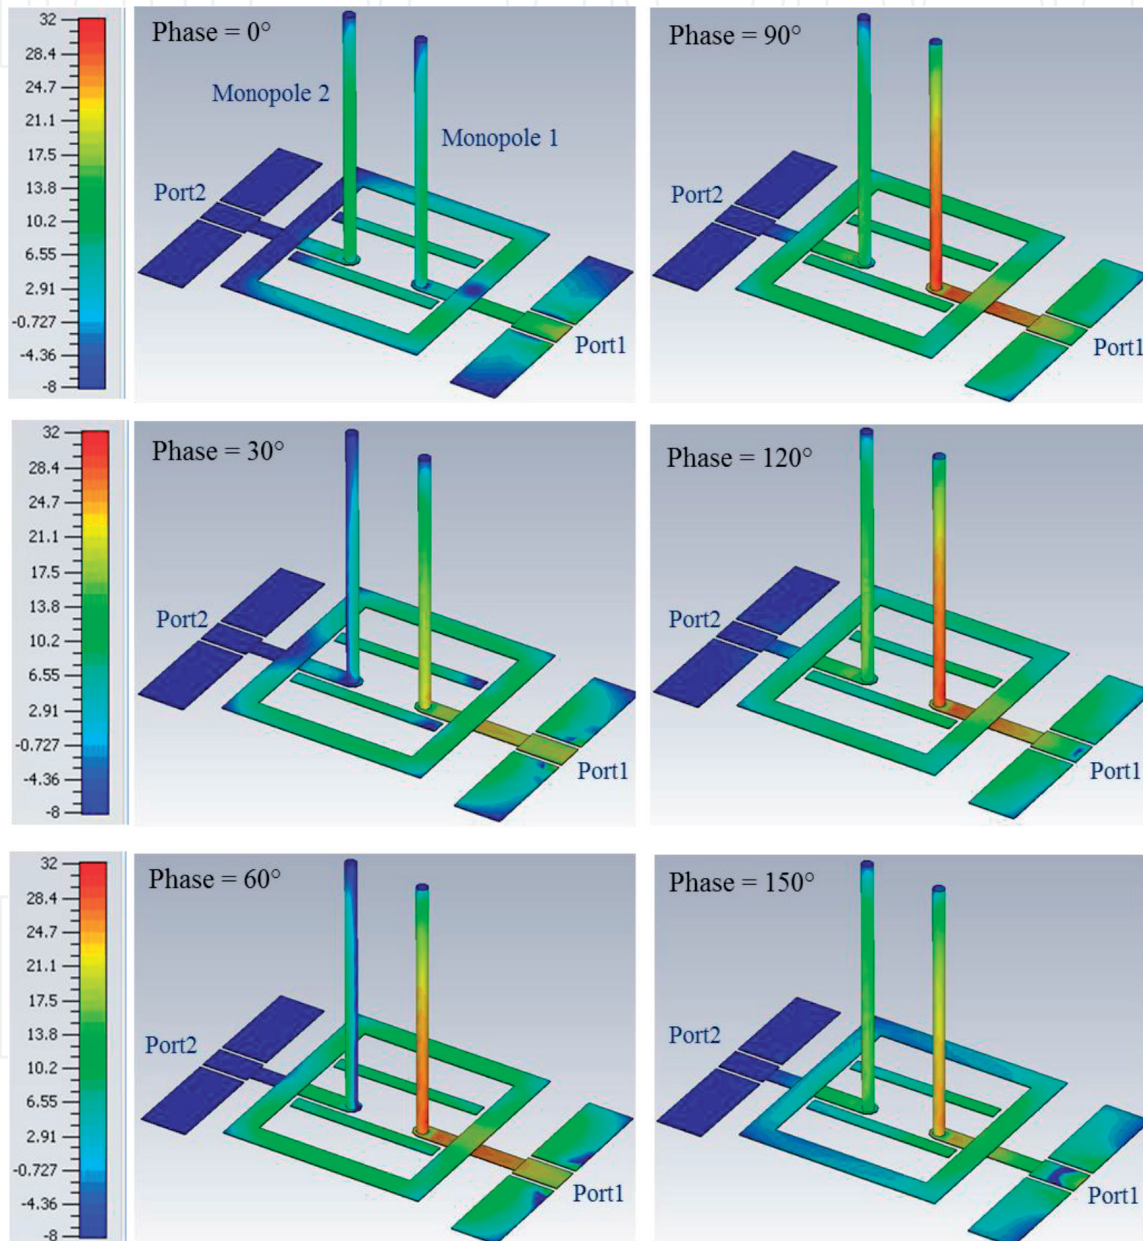 32
28.4
24.7
21.1
17.5
13.8
10.2
6.55
2.91
-0.727
-4.36
-8
Phase = 0°
Monopole 2
Monopole 1
Port2
Port1
Phase = 90°
Port2
Port1
32
28.4
24.7
21.1
17.5
13.8
10.2
6.55
2.91
-0.727
-4.36
-8
Phase = 30°
Port2
Port1
Phase = 120°
Port2
Port1
32
28.4
24.7
21.1
17.5
13.8
10.2
6.55
2.91
-0.727
-4.36
-8
Phase = 60°
Port2
Port1
Phase = 150°
Port2
Port1